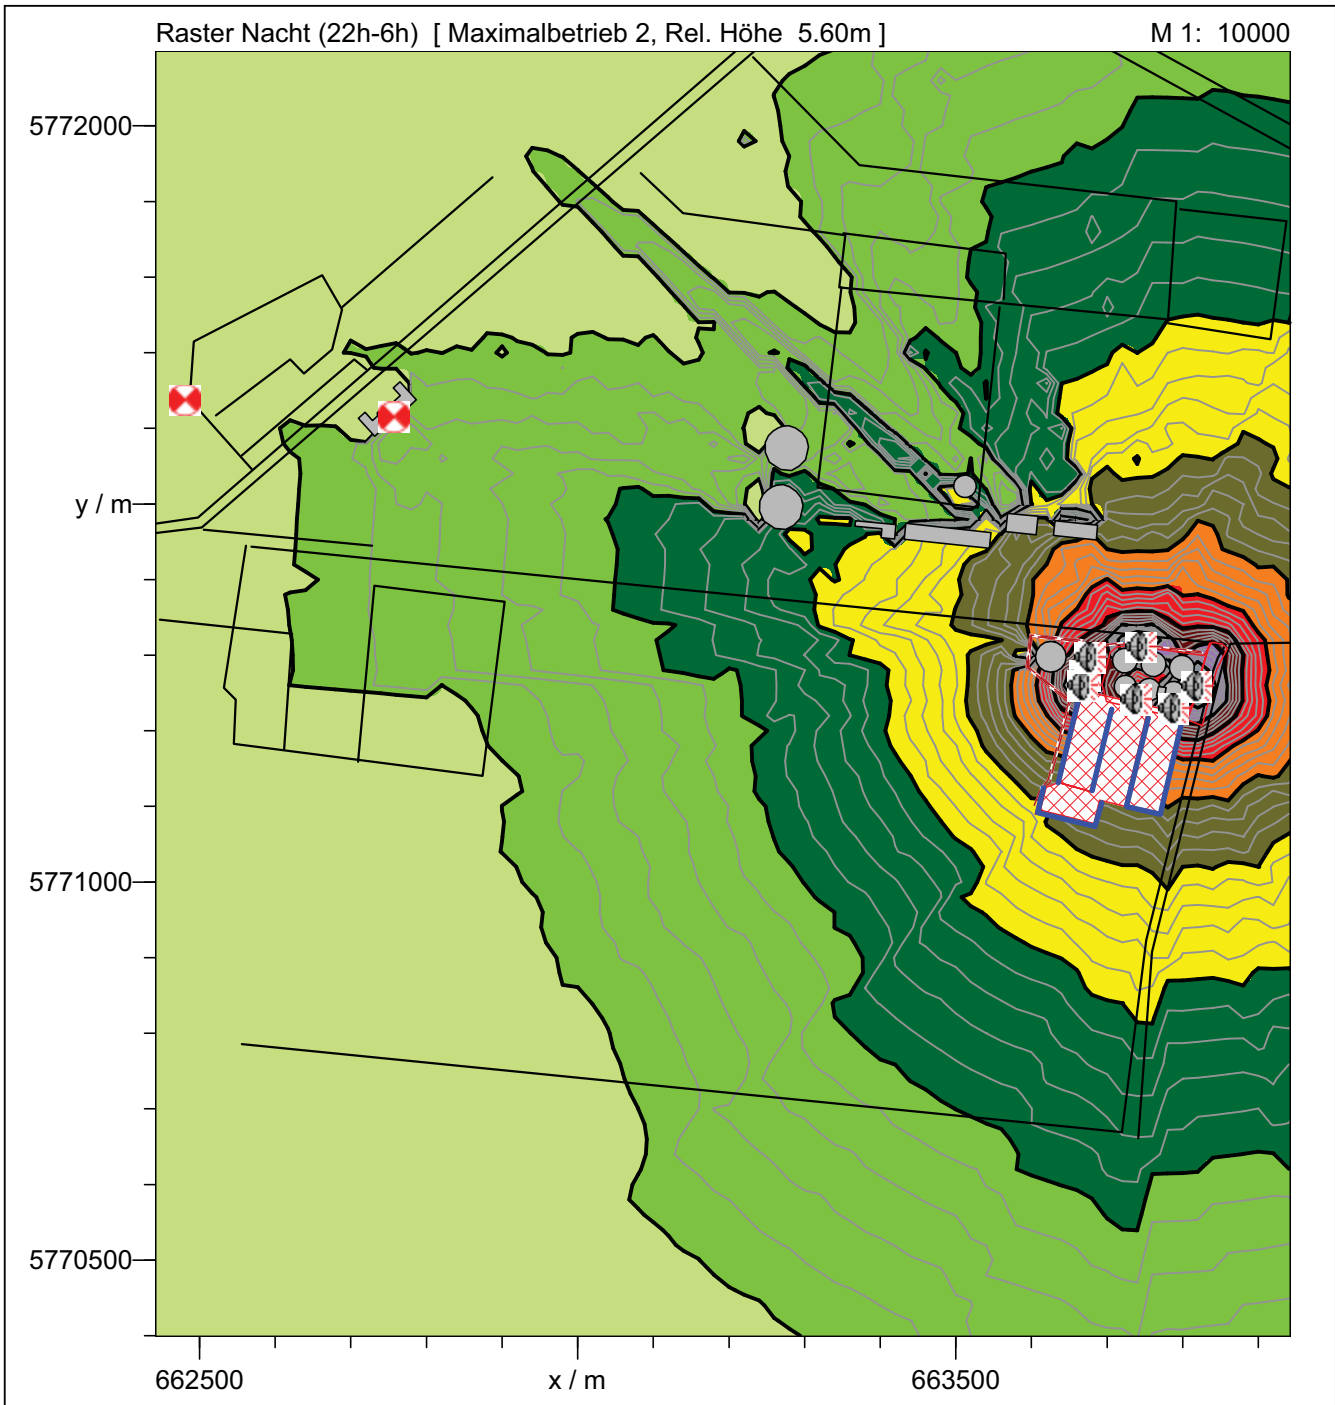 Raster Nacht (22h-6h) [ Maximalbetrieb 2, Rel. Höhe 5.60m ]
M 1: 10000
5772000
y / m
5771000
5770500
662500
x / m
663500